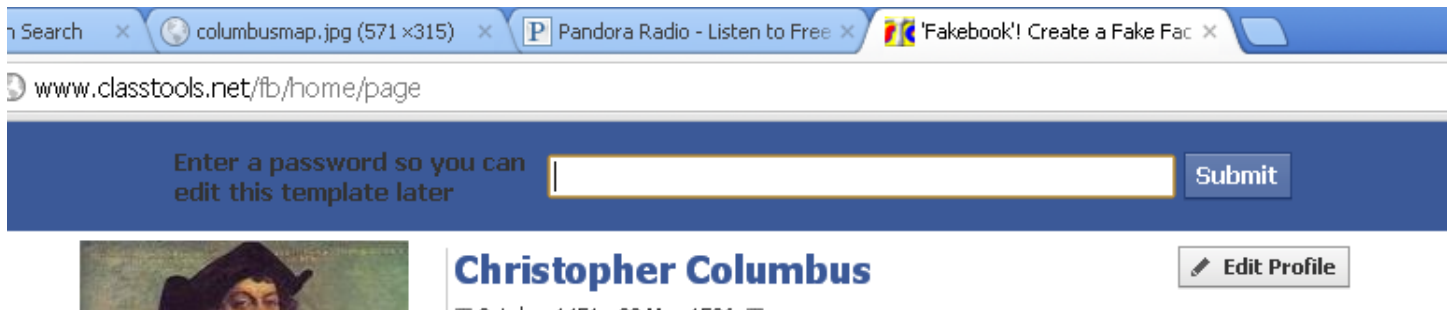 n Search
columbusmap.jpg (571×315)
Pandora Radio - Listen to Free
'Fakebook'! Create a Fake Fac
www.classtools.net/fb/home/page
Enter a password so you can
edit this template later
Submit
Christopher Columbus
Edit Profile